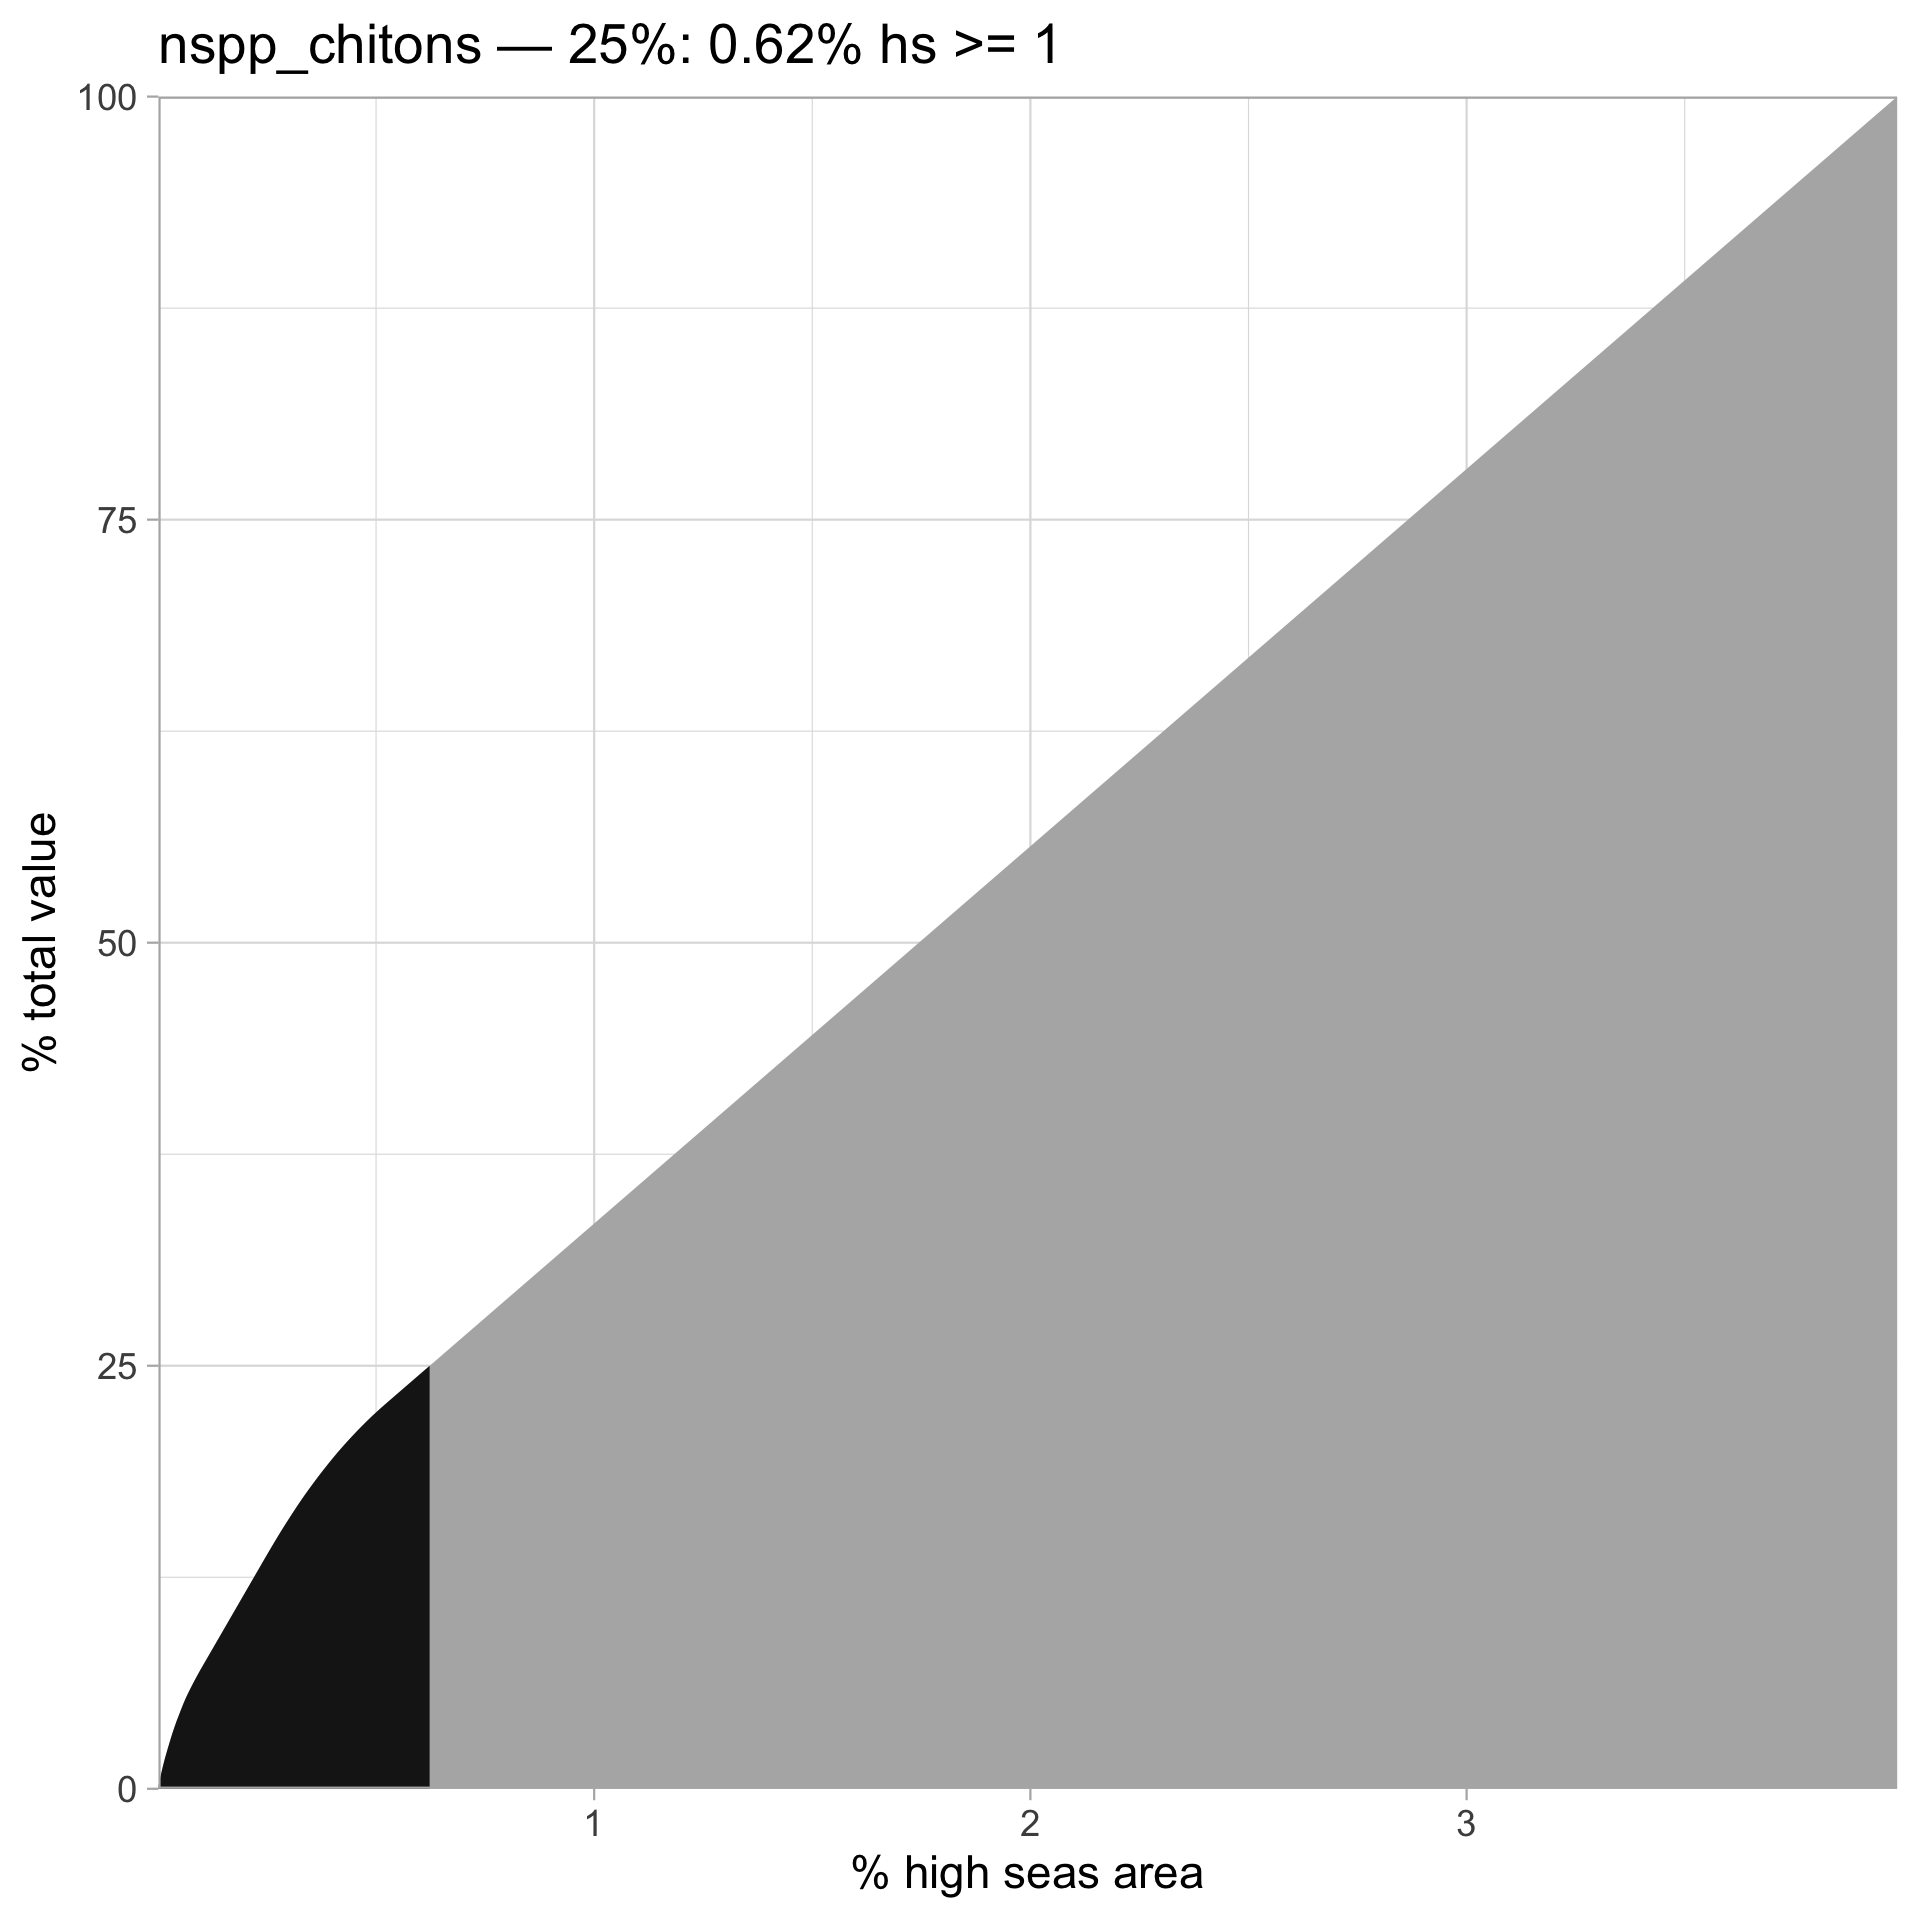 nspp_chitons — 25%: 0.62% hs >= 1
100
75
50
25
0
% total value
1 2 3
% high seas area